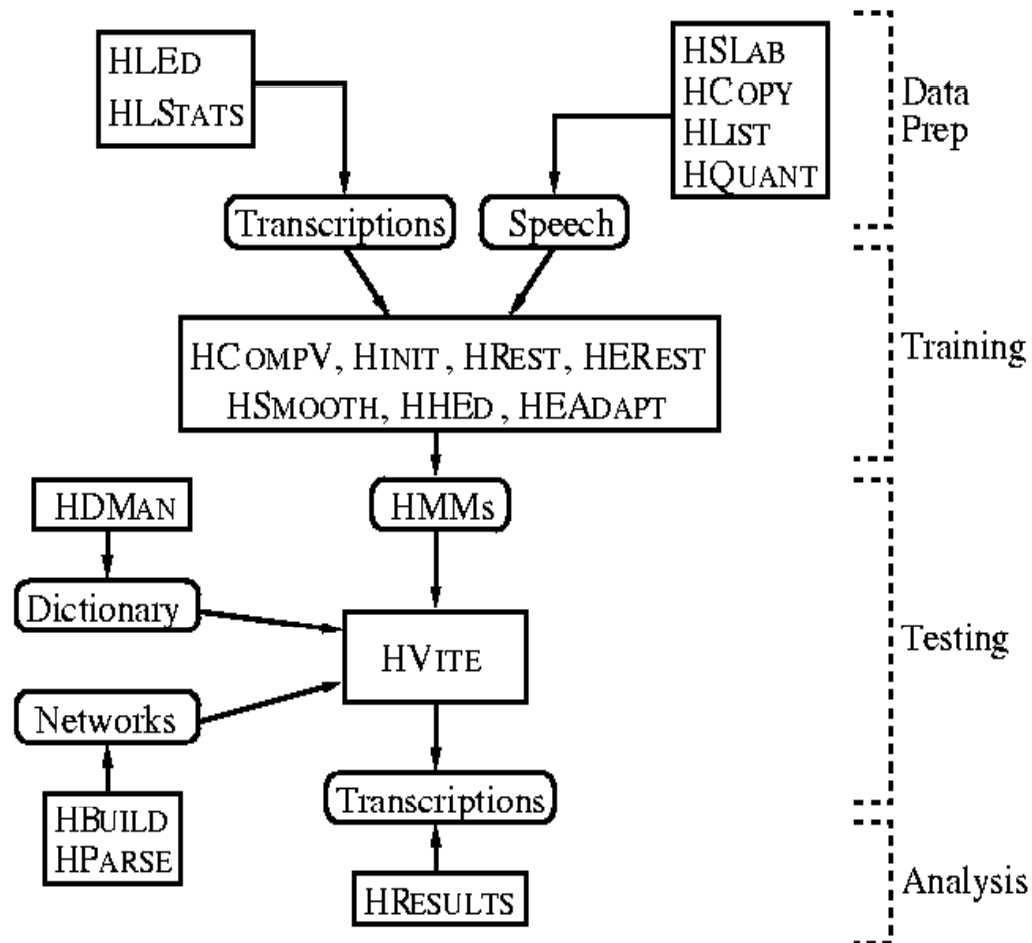 HLED
HLSTATS
HSLAB
HCOPY
HLIST
HQUANT
Data
Prep
Transcriptions
Speech
HCOMPV, HINIT, HREST, HEREST
HSMOOTH, HHED, HEADAPT
Training
HDMAN
HMMs
Dictionary
HVITE
Testing
Networks
Transcriptions
HBUILD
HPARSE
HRESULTS
Analysis